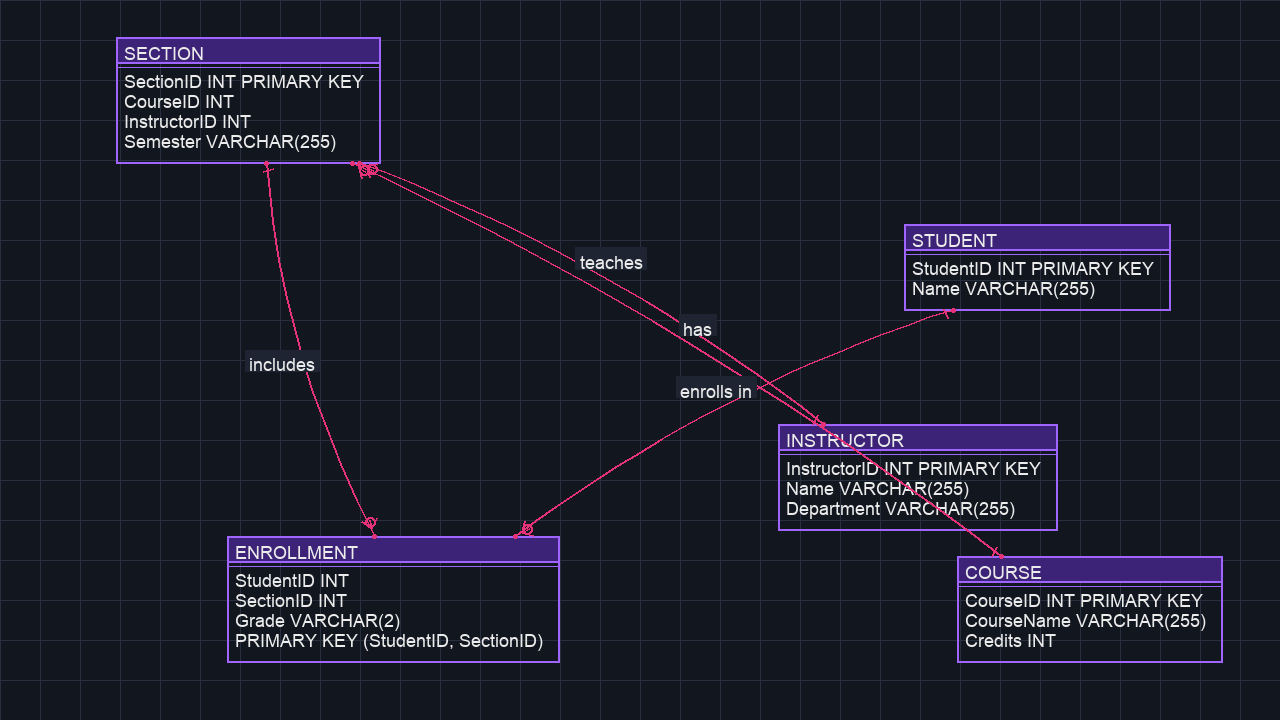 SECTION
SectionID INT PRIMARY KEY
CourseID INT
InstructorID INT
Semester VARCHAR(255)
teaches
has
includes
enrolls in
STUDENT
StudentID INT PRIMARY KEY
Name VARCHAR(255)
INSTRUCTOR
InstructorID INT PRIMARY KEY
Name VARCHAR(255)
Department VARCHAR(255)
ENROLLMENT
StudentID INT
SectionID INT
Grade VARCHAR(2)
PRIMARY KEY (StudentID, SectionID)
COURSE
CourseID INT PRIMARY KEY
CourseName VARCHAR(255)
Credits INT